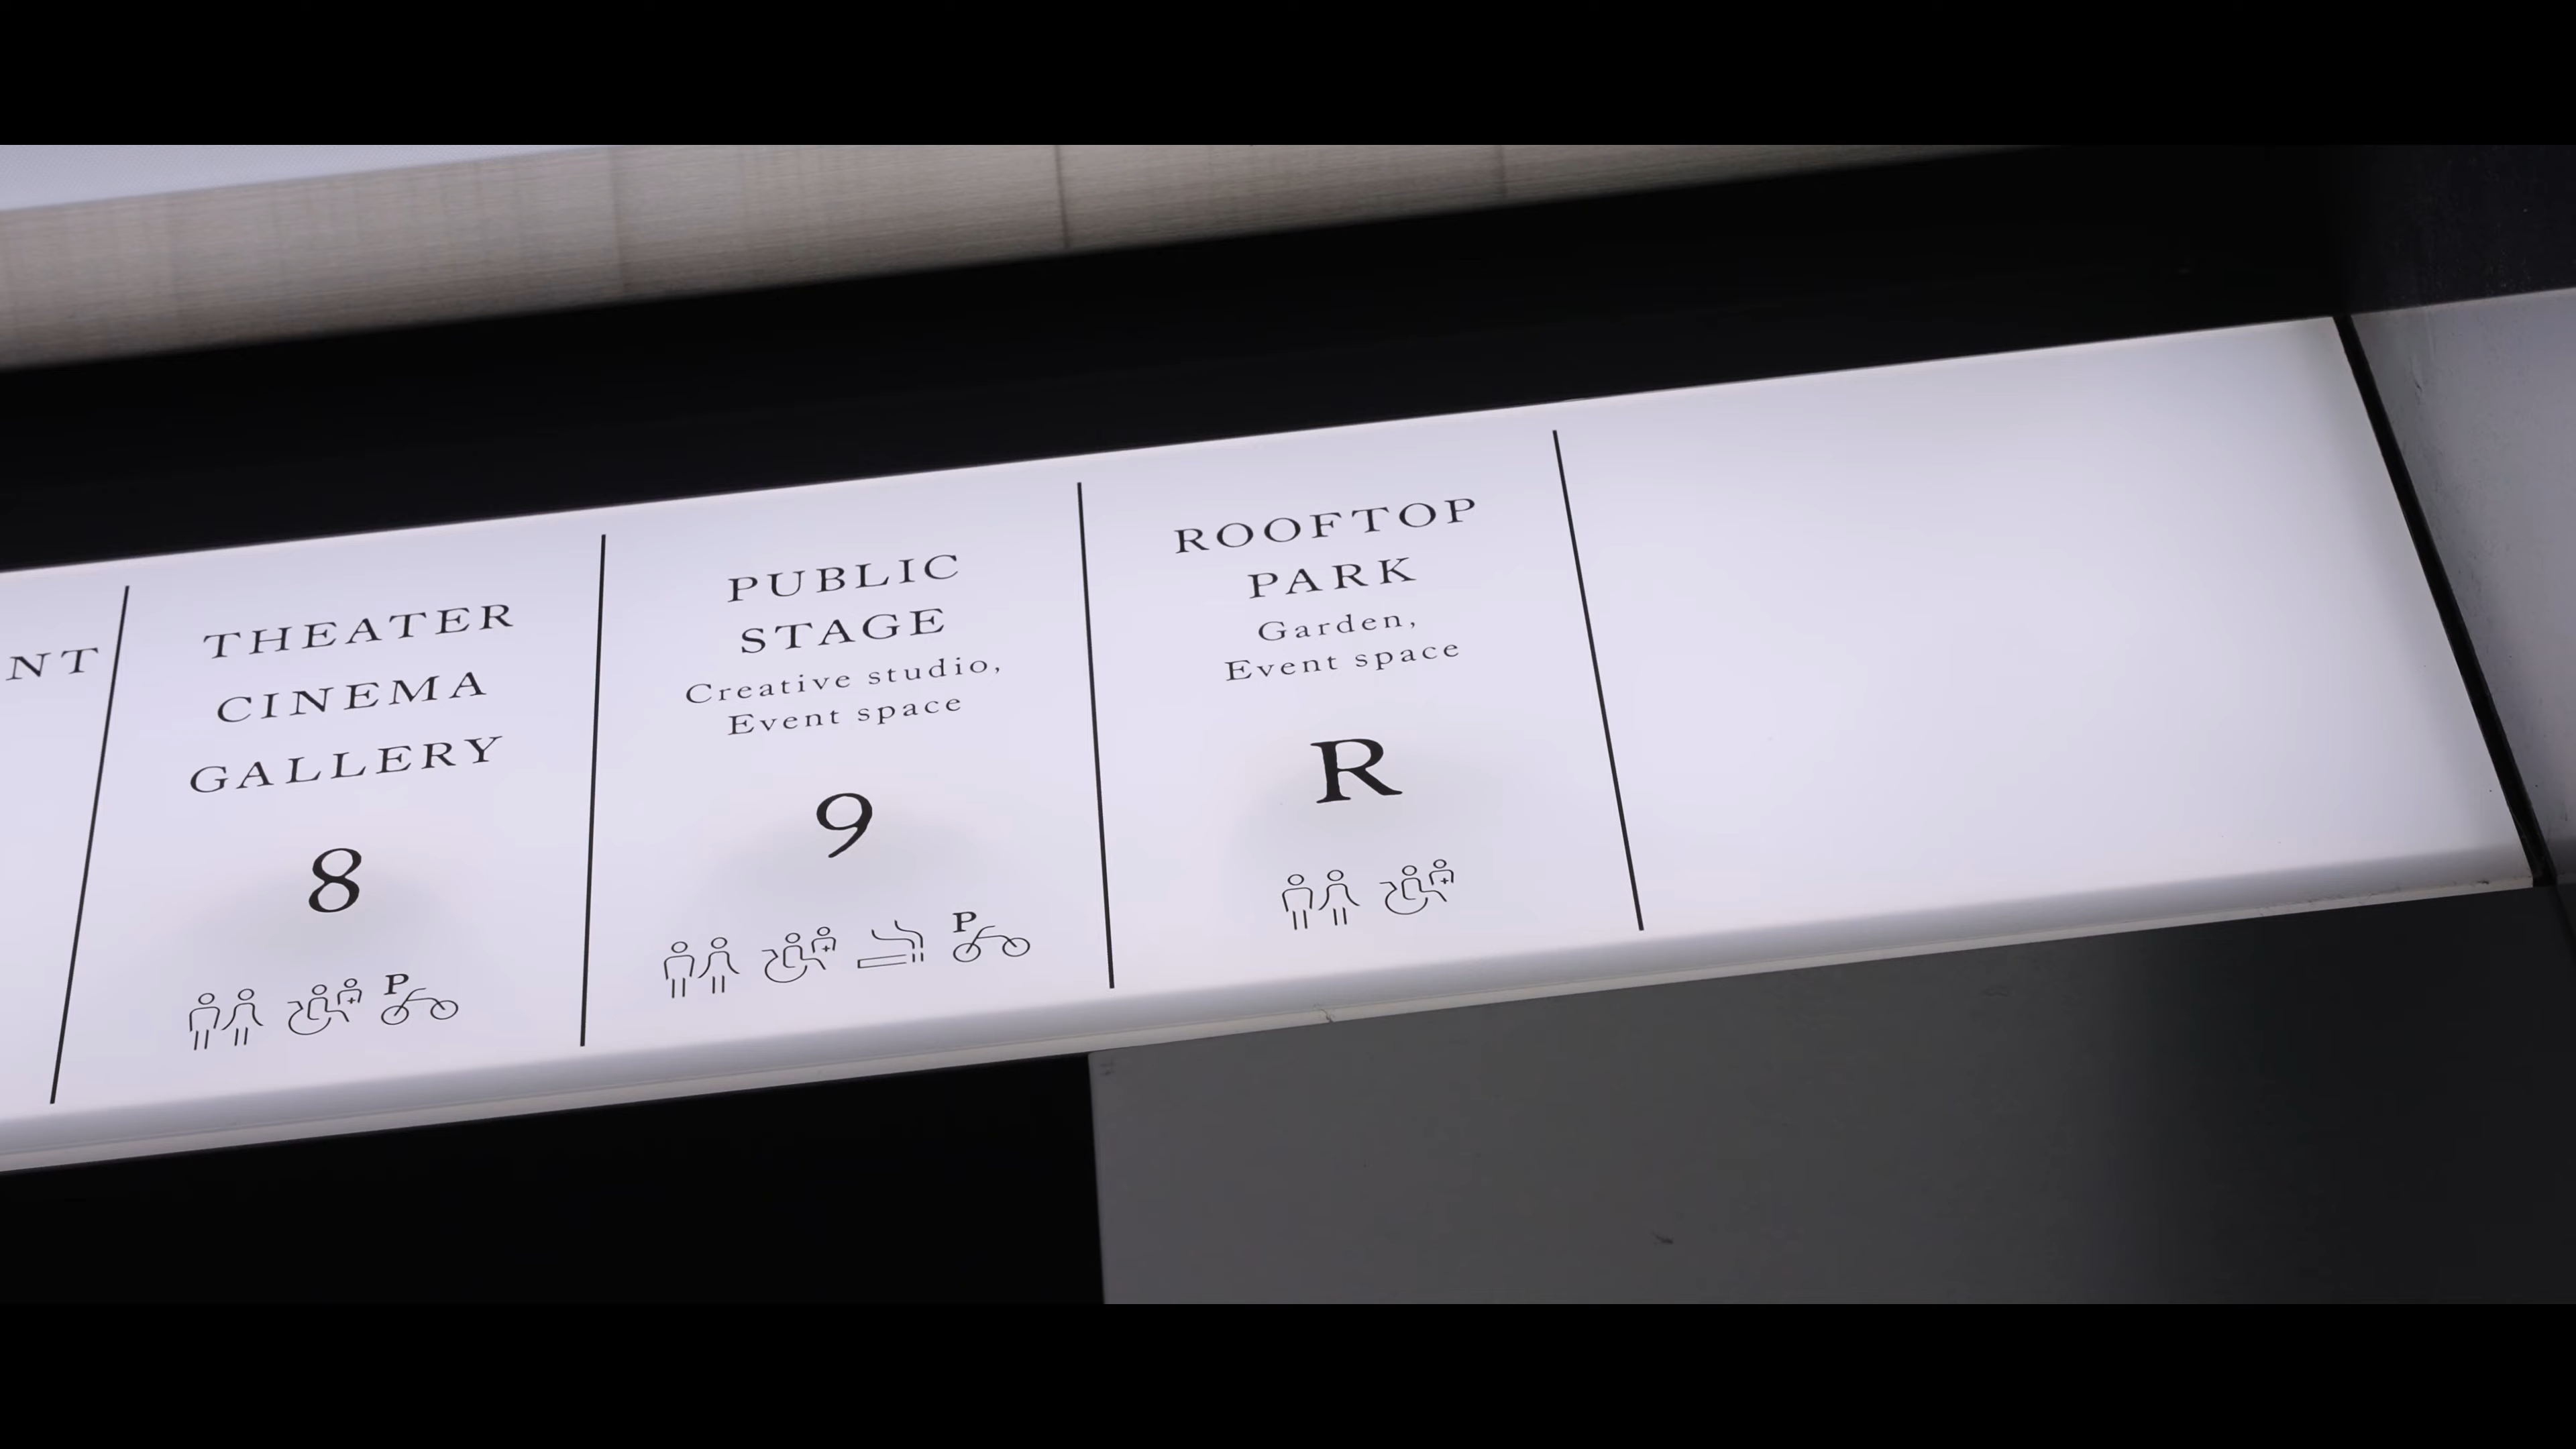 NT
THEATER
CINEMA
GALLERY
8
P
PUBLIC
STAGE
Creative studio,
Event space
9
P
ROOFTOP
PARK
Garden,
Event space
R